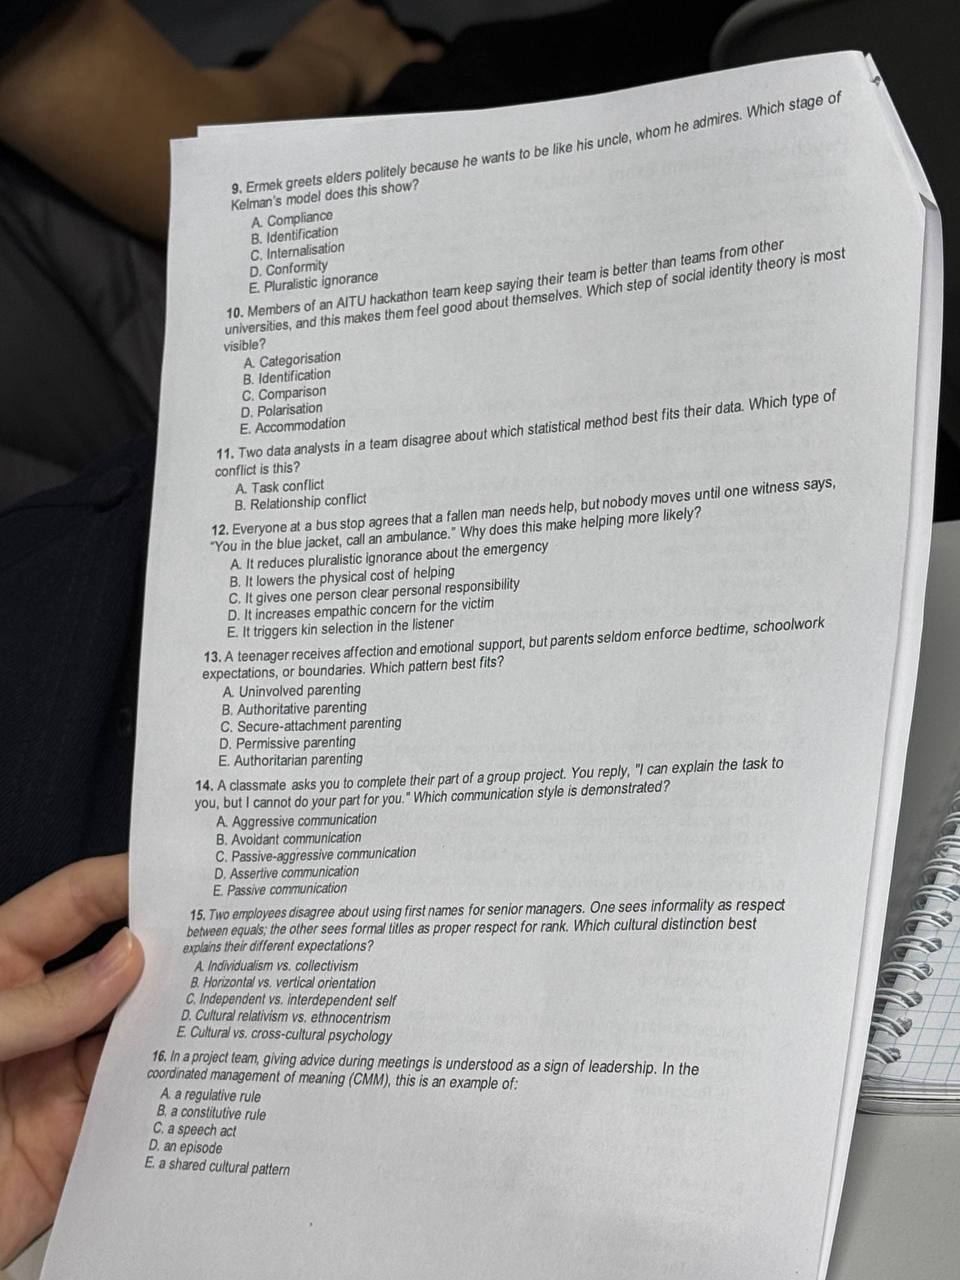 9. Ermek greets elders politely because he wants to be like his uncle, whom he admires. Which stage of
Kelman's model does this show?
A. Compliance
B. Identification
C. Internalisation
D. Conformity
E. Pluralistic ignorance
10. Members of an AITU hackathon team keep saying their team is better than teams from other
universities, and this makes them feel good about themselves. Which step of social identity theory is most
visible?
A. Categorisation
B. Identification
C. Comparison
D. Polarisation
E. Accommodation
11. Two data analysts in a team disagree about which statistical method best fits their data. Which type of
conflict is this?
A. Task conflict
B. Relationship conflict
12. Everyone at a bus stop agrees that a fallen man needs help, but nobody moves until one witness says,
"You in the blue jacket, call an ambulance." Why does this make helping more likely?
A. It reduces pluralistic ignorance about the emergency
B. It lowers the physical cost of helping
C. It gives one person clear personal responsibility
D. It increases empathic concern for the victim
E. It triggers kin selection in the listener
13. A teenager receives affection and emotional support, but parents seldom enforce bedtime, schoolwork
expectations, or boundaries. Which pattern best fits?
A. Uninvolved parenting
B. Authoritative parenting
C. Secure-attachment parenting
D. Permissive parenting
E. Authoritarian parenting
14. A classmate asks you to complete their part of a group project. You reply, "I can explain the task to
you, but I cannot do your part for you." Which communication style is demonstrated?
A. Aggressive communication
B. Avoidant communication
C. Passive-aggressive communication
D. Assertive communication
E. Passive communication
15. Two employees disagree about using first names for senior managers. One sees informality as respect
between equals; the other sees formal titles as proper respect for rank. Which cultural distinction best
explains their different expectations?
A. Individualism vs. collectivism
B. Horizontal vs. vertical orientation
C. Independent vs. interdependent self
D. Cultural relativism vs. ethnocentrism
E. Cultural vs. cross-cultural psychology
16. In a project team, giving advice during meetings is understood as a sign of leadership. In the
coordinated management of meaning (CMM), this is an example of:
A. a regulative rule
B. a constitutive rule
C. a speech act
D. an episode
E. a shared cultural pattern